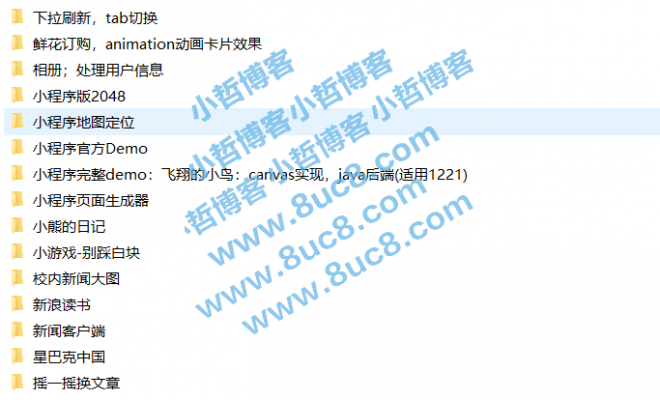 下拉刷新，tab切换
鲜花订购，animation动画卡片效果
相册；处理用户信息
小程序版2048
小程序地图定位
小程序官方Demo
小程序完整demo：飞翔的小鸟：canvas实现，java后端(适用1221)
小程序页面生成器
小熊的日记
小游戏-别踩白块
校内新闻大图
新浪读书
新闻客户端
星巴克中国
摇一摇换文章
小哲博客小哲博客小哲博客
小哲博客小哲博客
www.8uc8.com
www.8uc8.com
www.8uc8.com